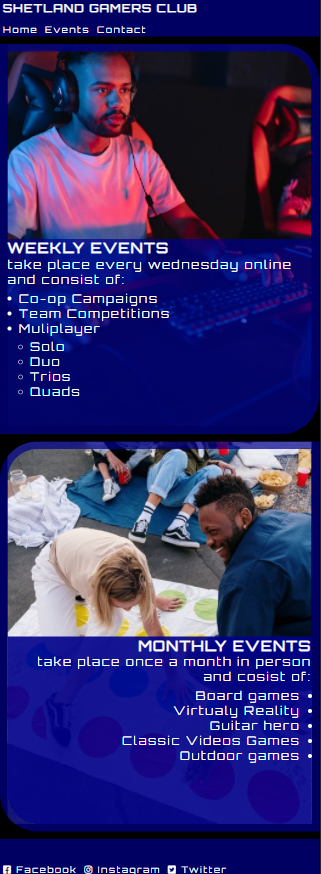 SHETLAND GAMERS CLUB
Home Events Contact
WEEKLY EVENTS
take place every wednesday online
and consist of:
• Co-op Campaigns
• Team Competitions
• Muliplayer
◦ Solo
◦ Duo
◦ Trios
◦ Quads
MONTHLY EVENTS
take place once a month in person
and cosist of:
Board games •
Virtualy Reality •
Guitar hero •
Classic Videos Games •
Outdoor games •
Facebook Instagram Twitter